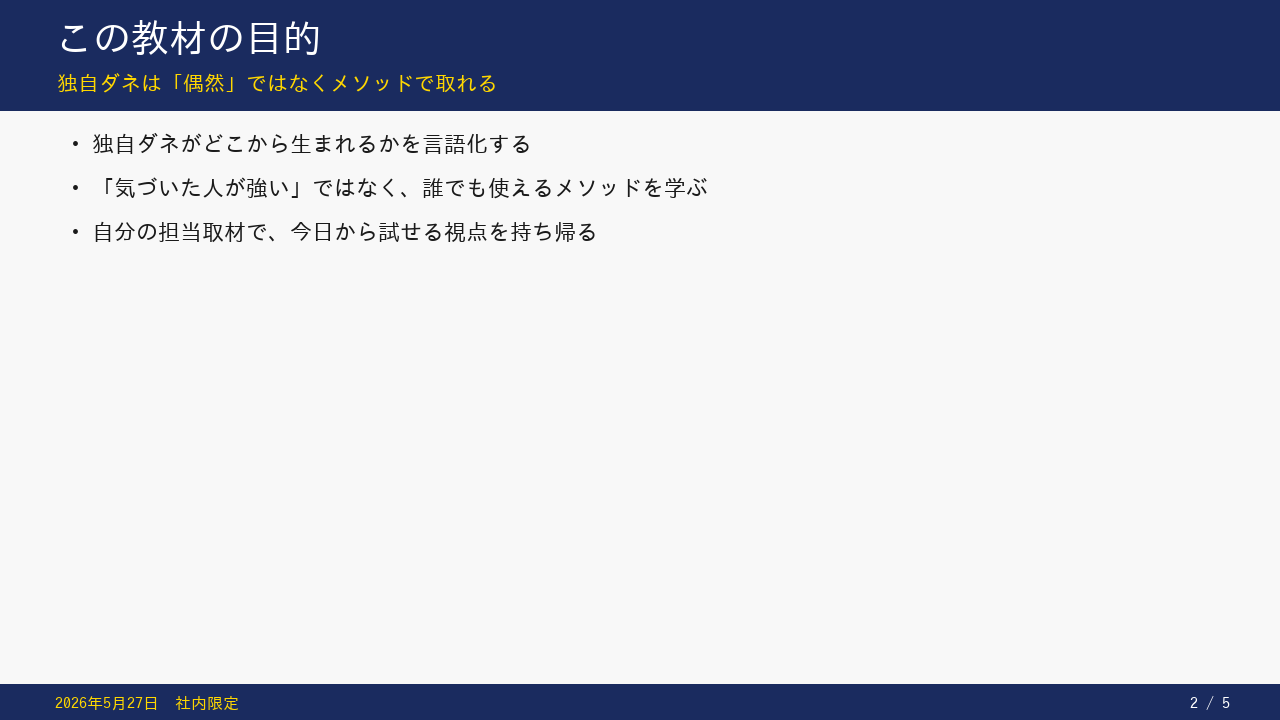 この教材の目的
独自ダネは「偶然」ではなくメソッドで取れる
• 独自ダネがどこから生まれるかを言語化する
• 「気づいた人が強い」ではなく、誰でも使えるメソッドを学ぶ
• 自分の担当取材で、今日から試せる視点を持ち帰る
2026年5月27日　社内限定
2 / 5